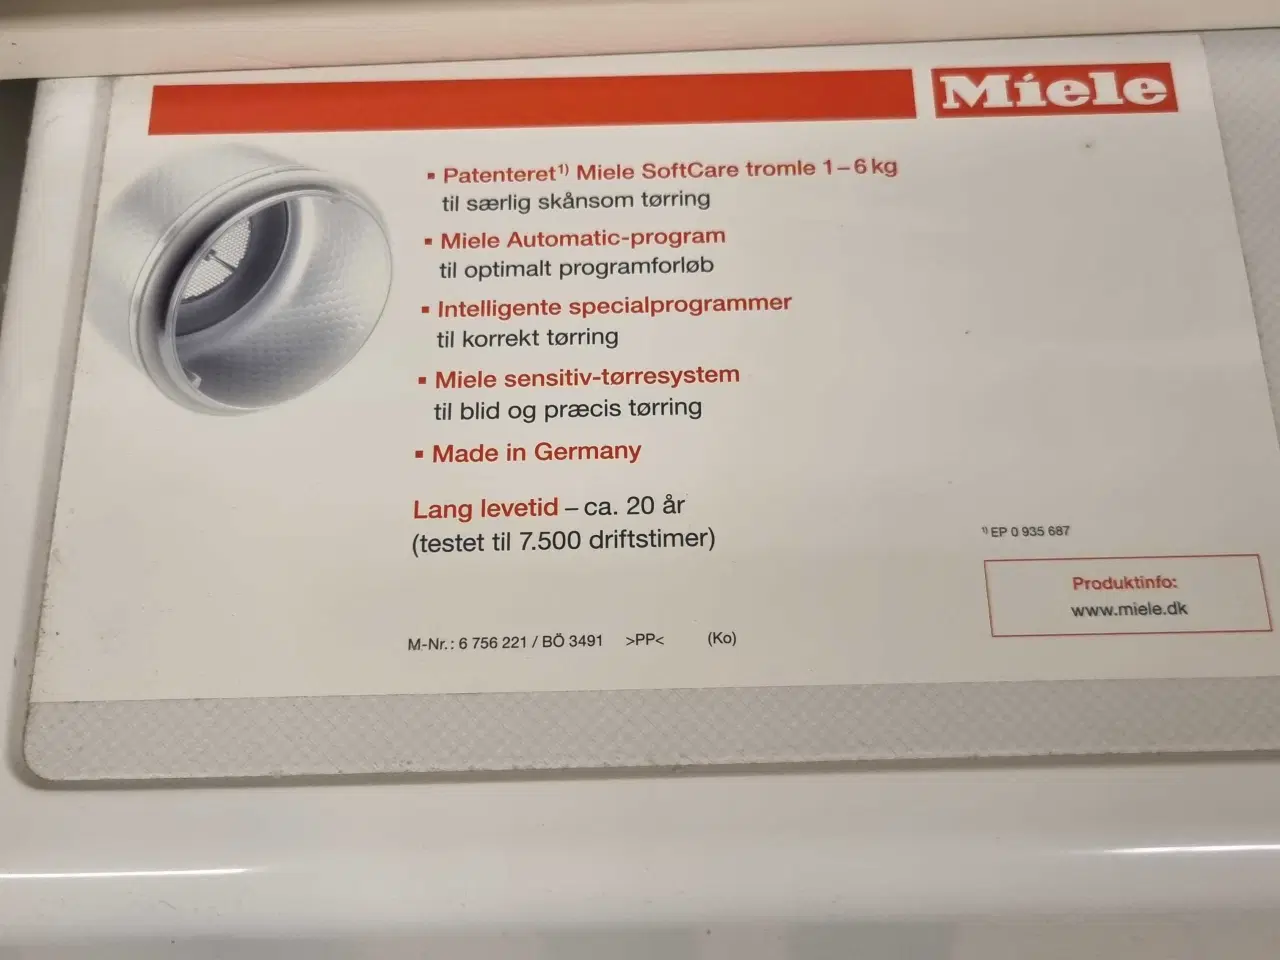 Miele
▪ Patenteret¹⁾ Miele SoftCare tromle 1–6 kg
til særlig skånsom tørring
▪ Miele Automatic-program
til optimalt programforløb
▪ Intelligente specialprogrammer
til korrekt tørring
▪ Miele sensitiv-tørresystem
til blid og præcis tørring
▪ Made in Germany
Lang levetid – ca. 20 år
(testet til 7.500 driftstimer)
¹⁾ EP 0 935 687
Produktinfo:
www.miele.dk
M-Nr.: 6 756 221 / BÖ 3491 >PP< (Ko)